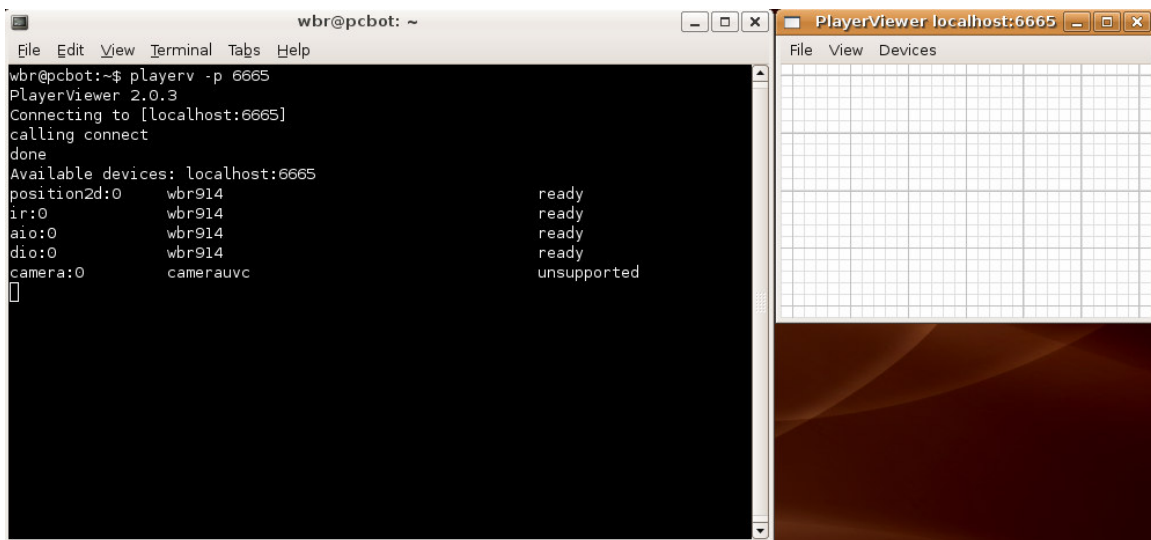 wbr@pcbot: ~
File Edit View Terminal Tabs Help
wbr@pcbot:~$ playerv -p 6665
PlayerViewer 2.0.3
Connecting to [localhost:6665]
calling connect
done
Available devices: localhost:6665
position2d:0 wbr914 ready
ir:0 wbr914 ready
aio:0 wbr914 ready
dio:0 wbr914 ready
camera:0 camerauvc unsupported
PlayerViewer localhost:6665
File View Devices